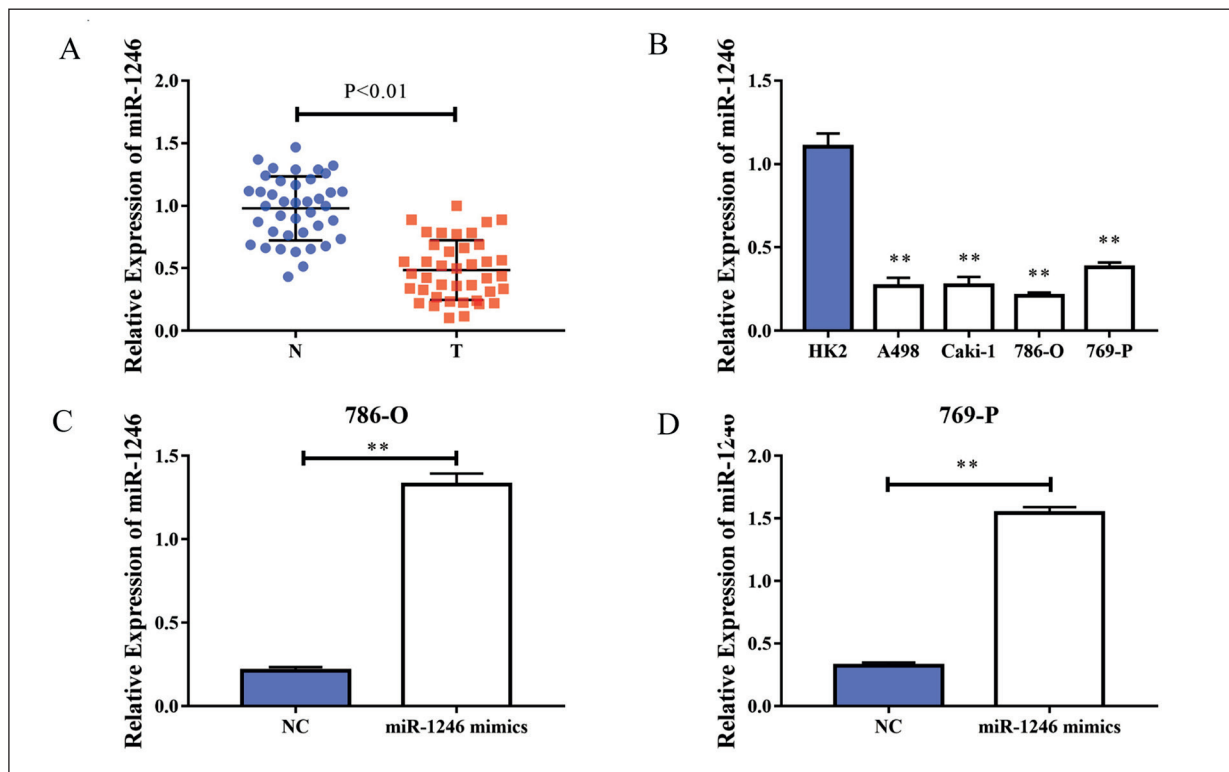 A
Relative Expression of miR-1246
2.0
1.5
1.0
0.5
0.0
P<0.01
N T
B
Relative Expression of miR-1246
1.5
1.0
0.5
0.0
** ** ** **
HK2 A498 Caki-1 786-O 769-P
C
786-O
Relative Expression of miR-1246
1.5
1.0
0.5
0.0
**
NC miR-1246 mimics
D
769-P
Relative Expression of miR-1246
2.0
1.5
1.0
0.5
0.0
**
NC miR-1246 mimics